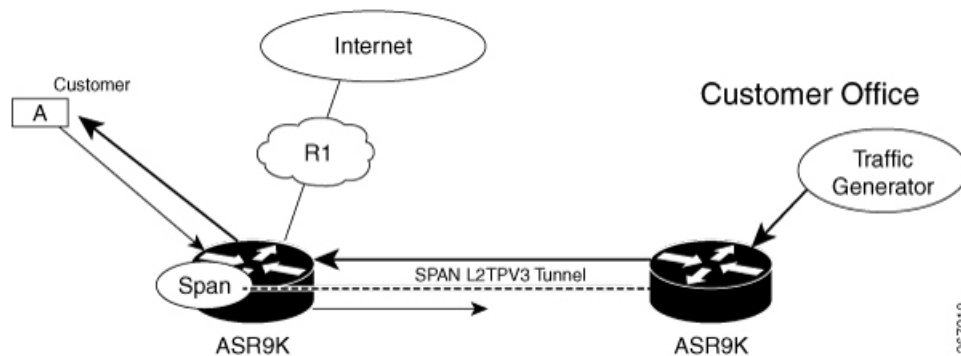 Internet
Customer
A
R1
Customer Office
Traffic
Generator
SPAN L2TPV3 Tunnel
Span
ASR9K
ASR9K